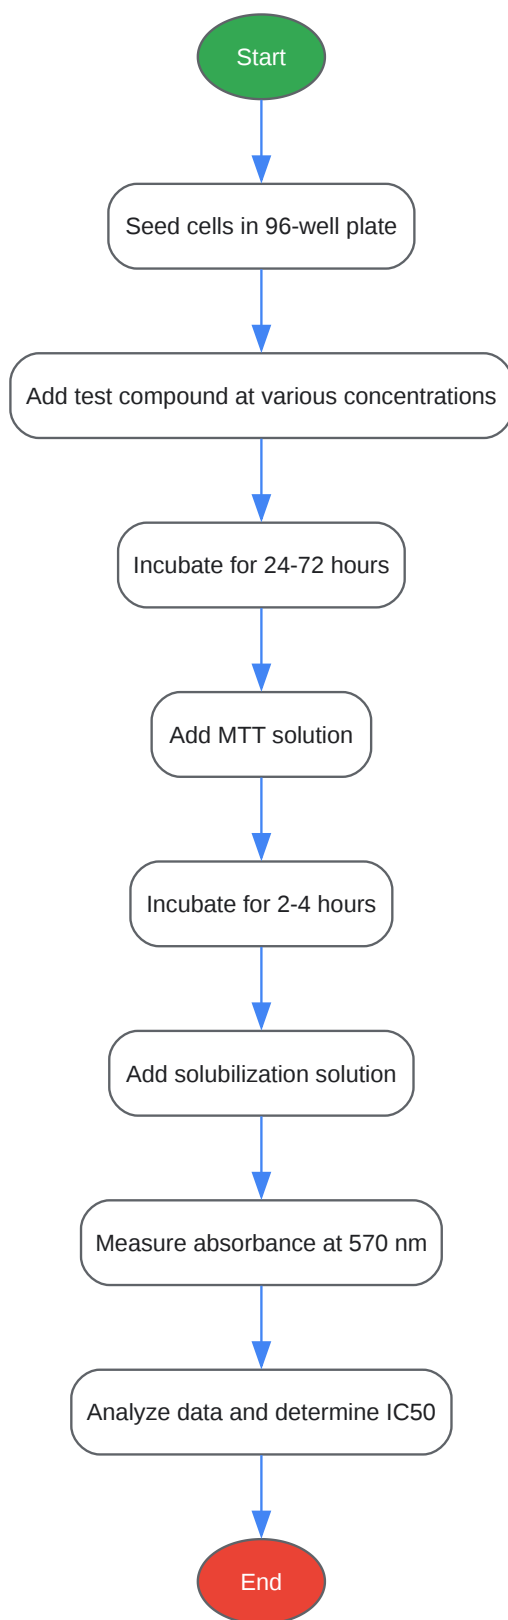 Start
Seed cells in 96-well plate
Add test compound at various concentrations
Incubate for 24-72 hours
Add MTT solution
Incubate for 2-4 hours
Add solubilization solution
Measure absorbance at 570 nm
Analyze data and determine IC50
End